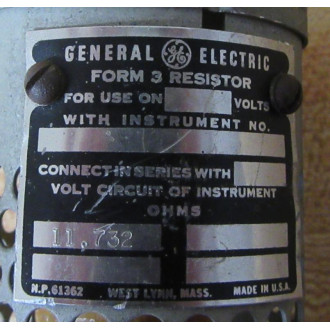 GENERAL GE ELECTRIC
FORM 3 RESISTOR
FOR USE ON VOLTS
WITH INSTRUMENT NO.
CONNECT IN SERIES WITH
VOLT CIRCUIT OF INSTRUMENT
OHMS
11,732
N.P.61362 WEST LYNN, MASS. MADE IN U.S.A.